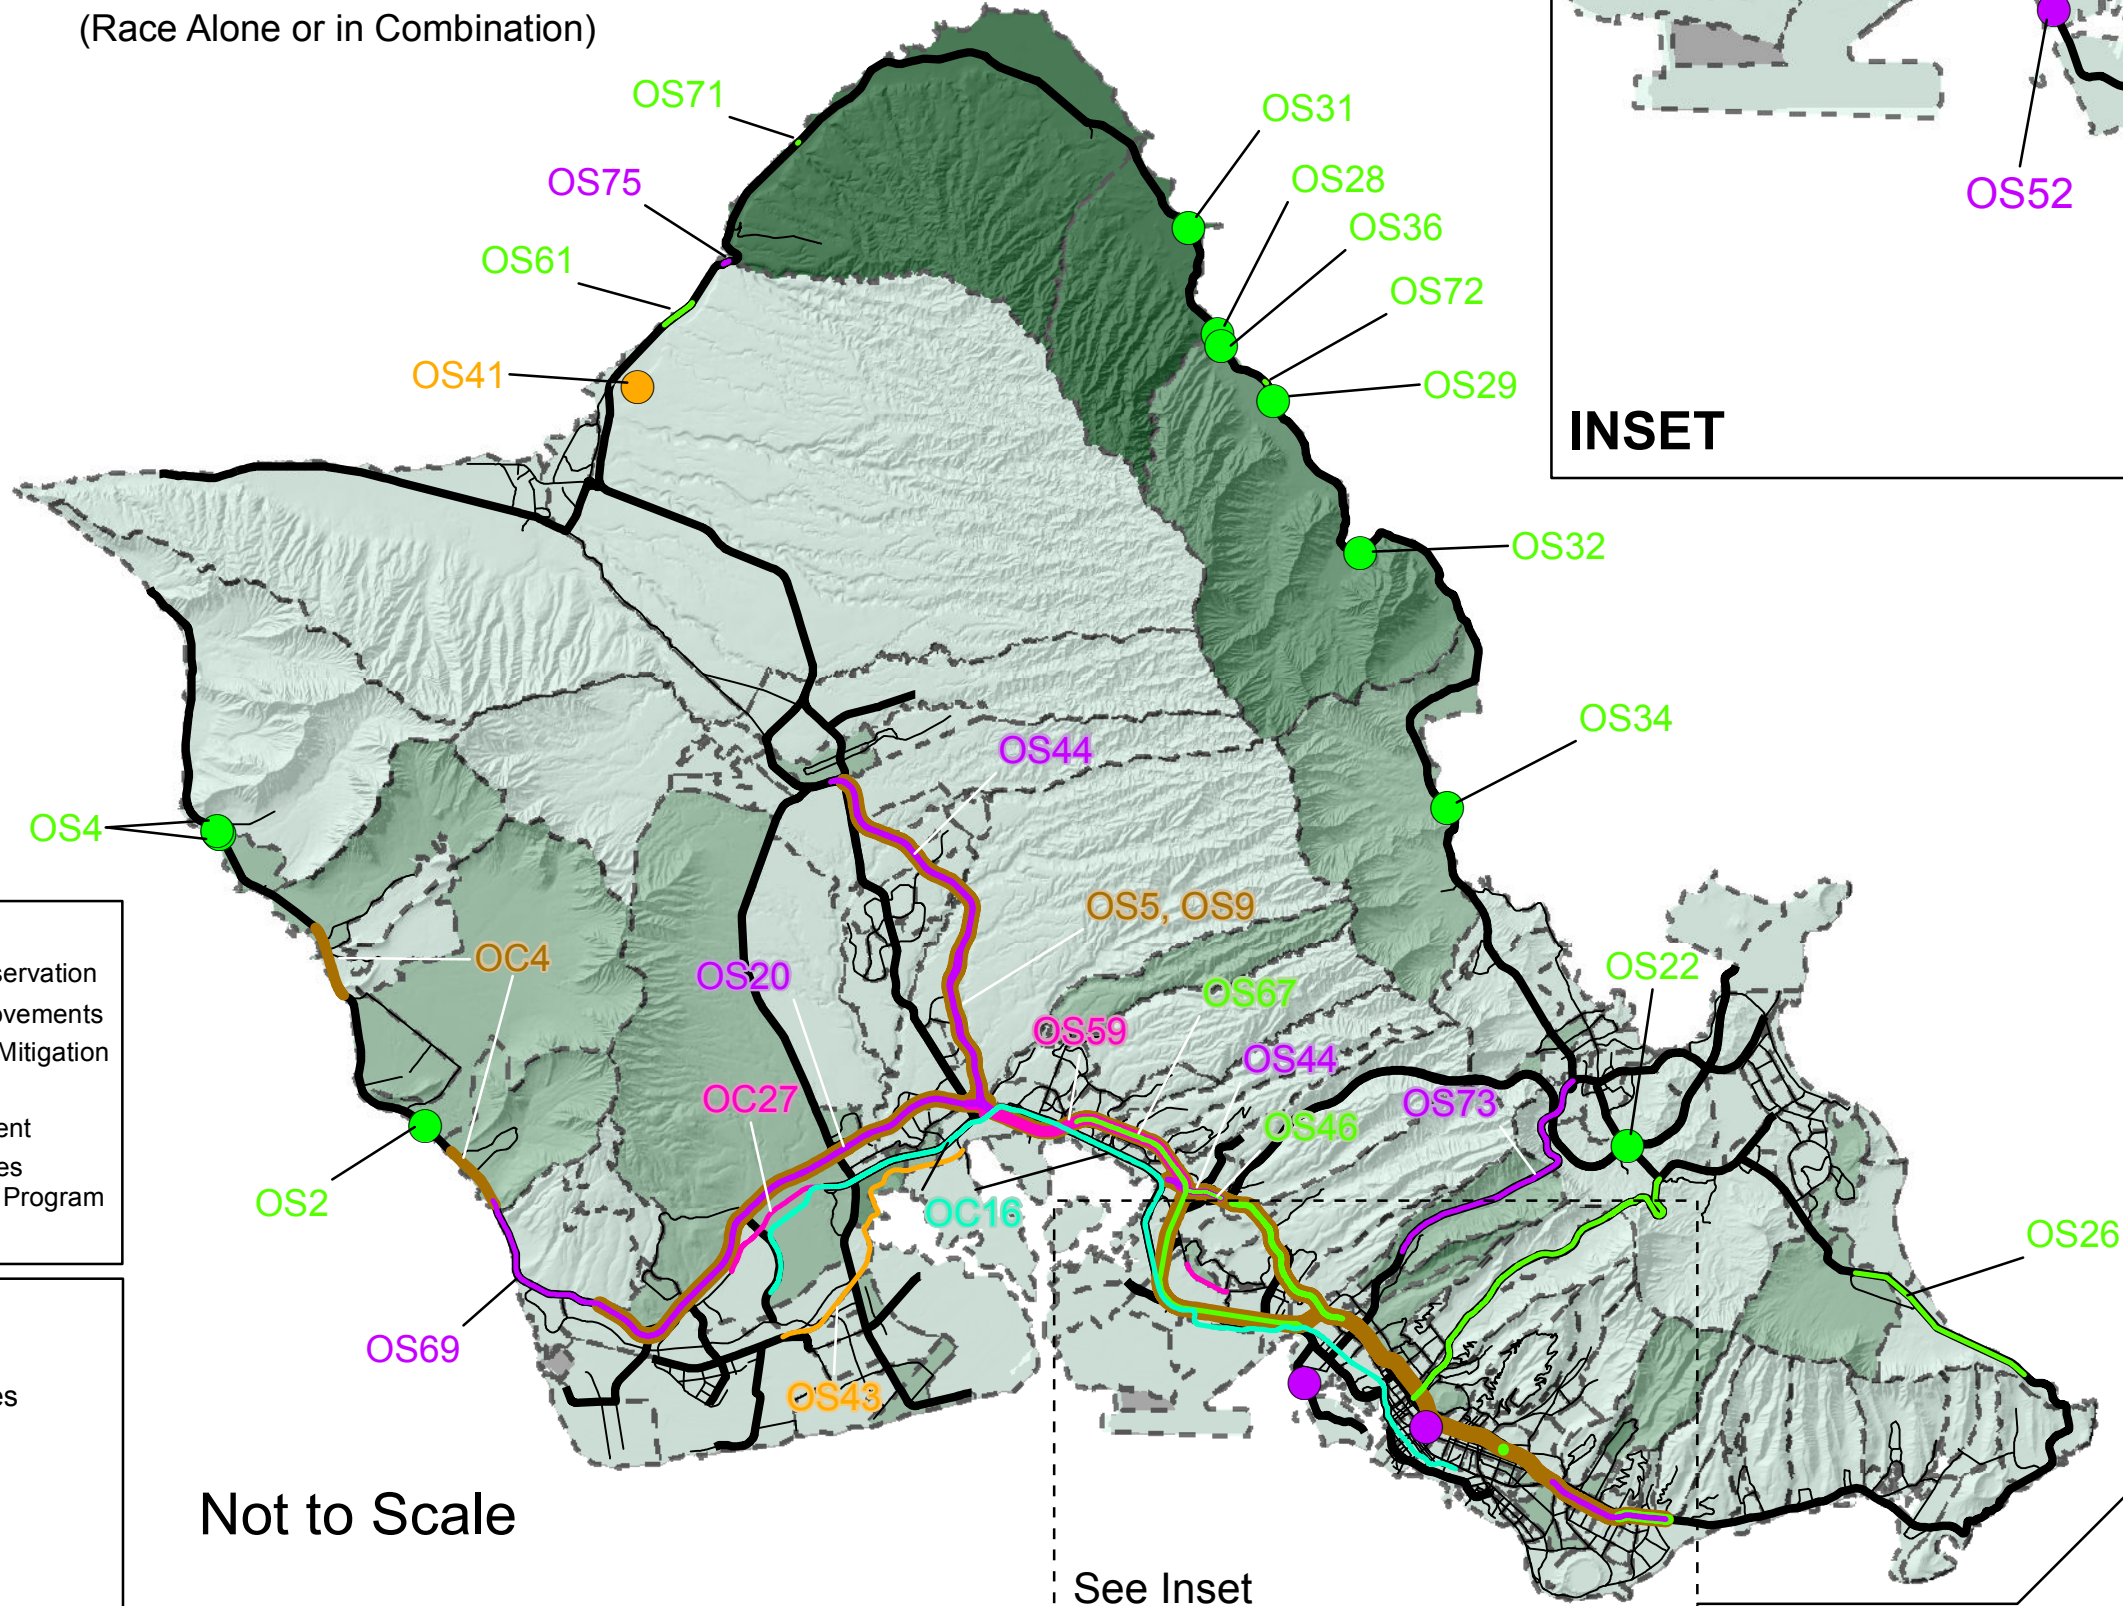 (Race Alone or in Combination)
OS71
OS31
OS75
OS28
OS52
OS36
OS61
OS72
OS41
OS29
INSET
OS32
OS34
OS44
OS4
OS5, OS9
OC4
OS20
OS22
OS67
servation
ovements
OS59
OS44
Mitigation
OC27
OS73
OS46
ent
es
Program
OS2
OC16
OS26
OS69
OS43
es
Not to Scale
See Inset